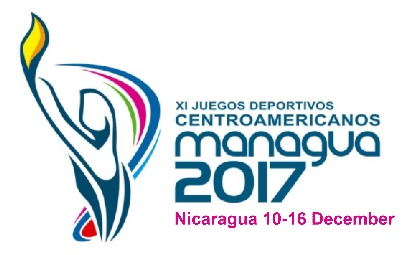 XI JUEGOS DEPORTIVOS
CENTROAMERICANOS
managua
2017
Nicaragua 10-16 December